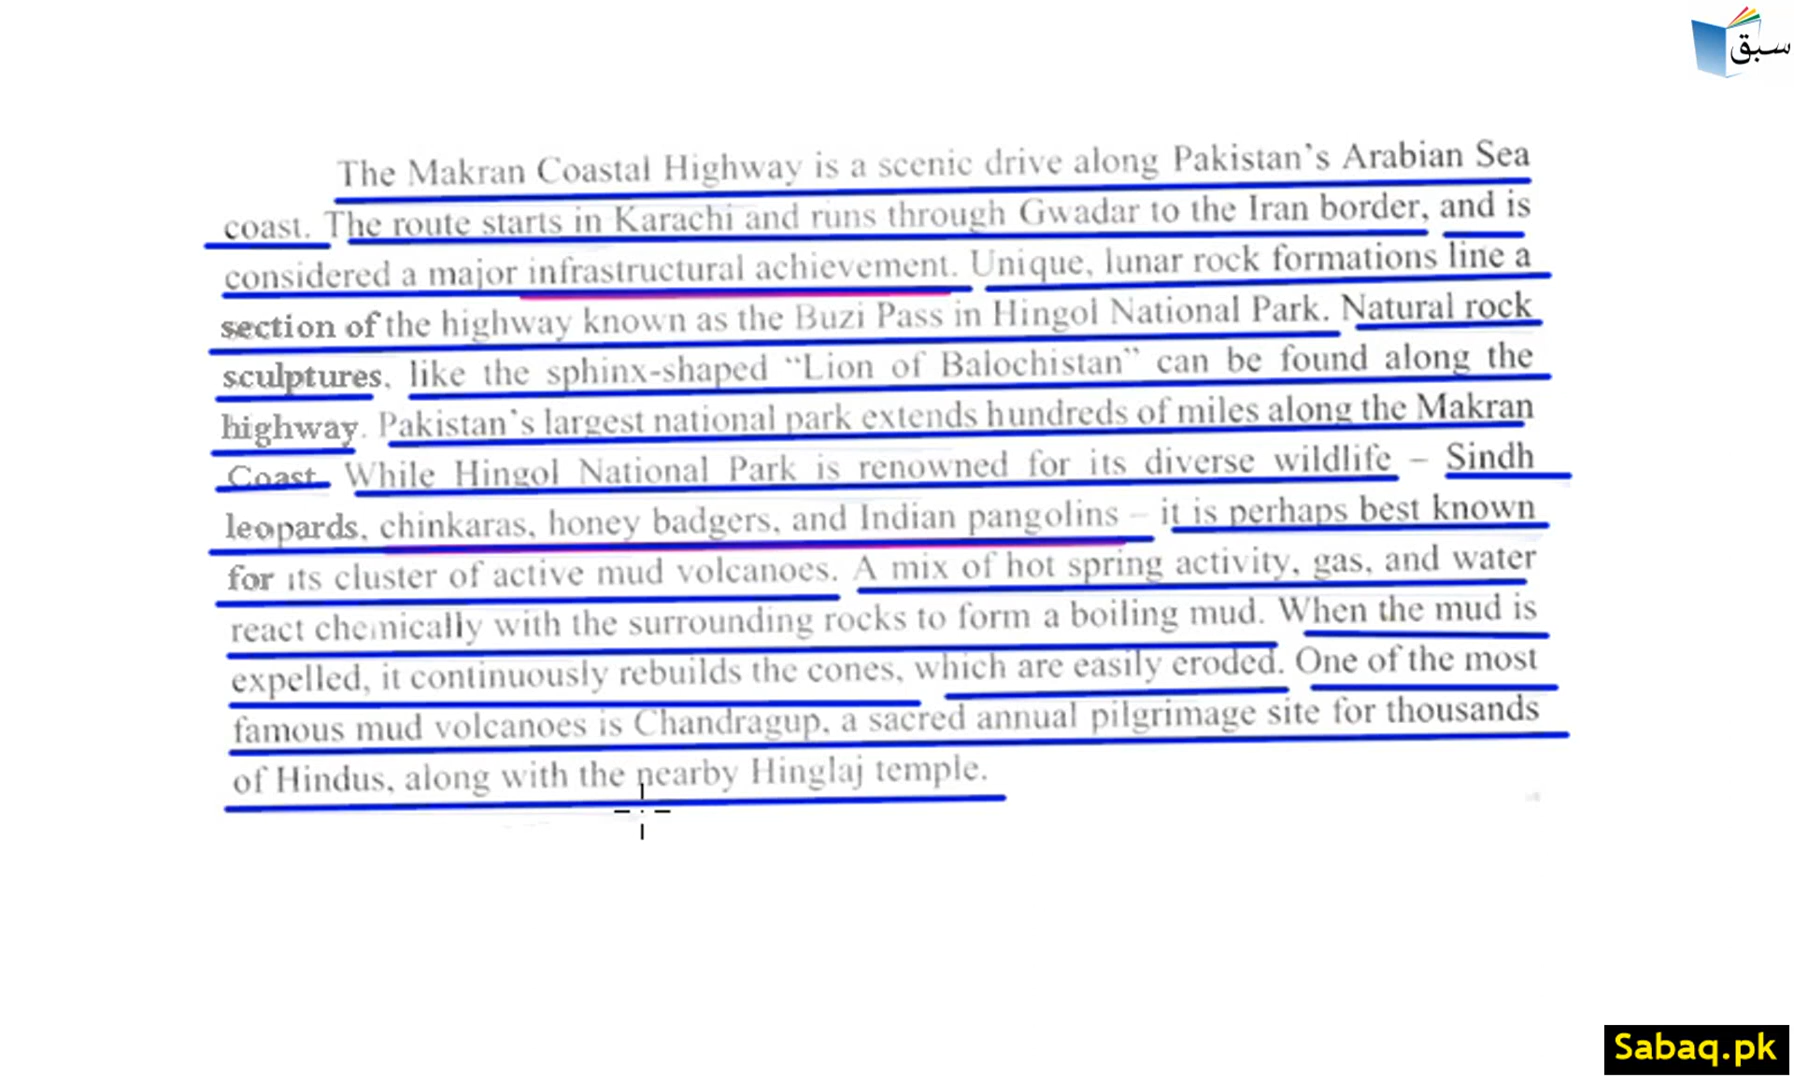 سبق
The Makran Coastal Highway is a scenic drive along Pakistan's Arabian Sea
coast. The route starts in Karachi and runs through Gwadar to the Iran border, and is
considered a major infrastructural achievement. Unique, lunar rock formations line a
section of the highway known as the Buzi Pass in Hingol National Park. Natural rock
sculptures, like the sphinx-shaped “Lion of Balochistan” can be found along the
highway. Pakistan's largest national park extends hundreds of miles along the Makran
Coast. While Hingol National Park is renowned for its diverse wildlife – Sindh
leopards, chinkaras, honey badgers, and Indian pangolins – it is perhaps best known
for its cluster of active mud volcanoes. A mix of hot spring activity, gas, and water
react chemically with the surrounding rocks to form a boiling mud. When the mud is
expelled, it continuously rebuilds the cones, which are easily eroded. One of the most
famous mud volcanoes is Chandragup, a sacred annual pilgrimage site for thousands
of Hindus, along with the nearby Hinglaj temple.
Sabaq.pk